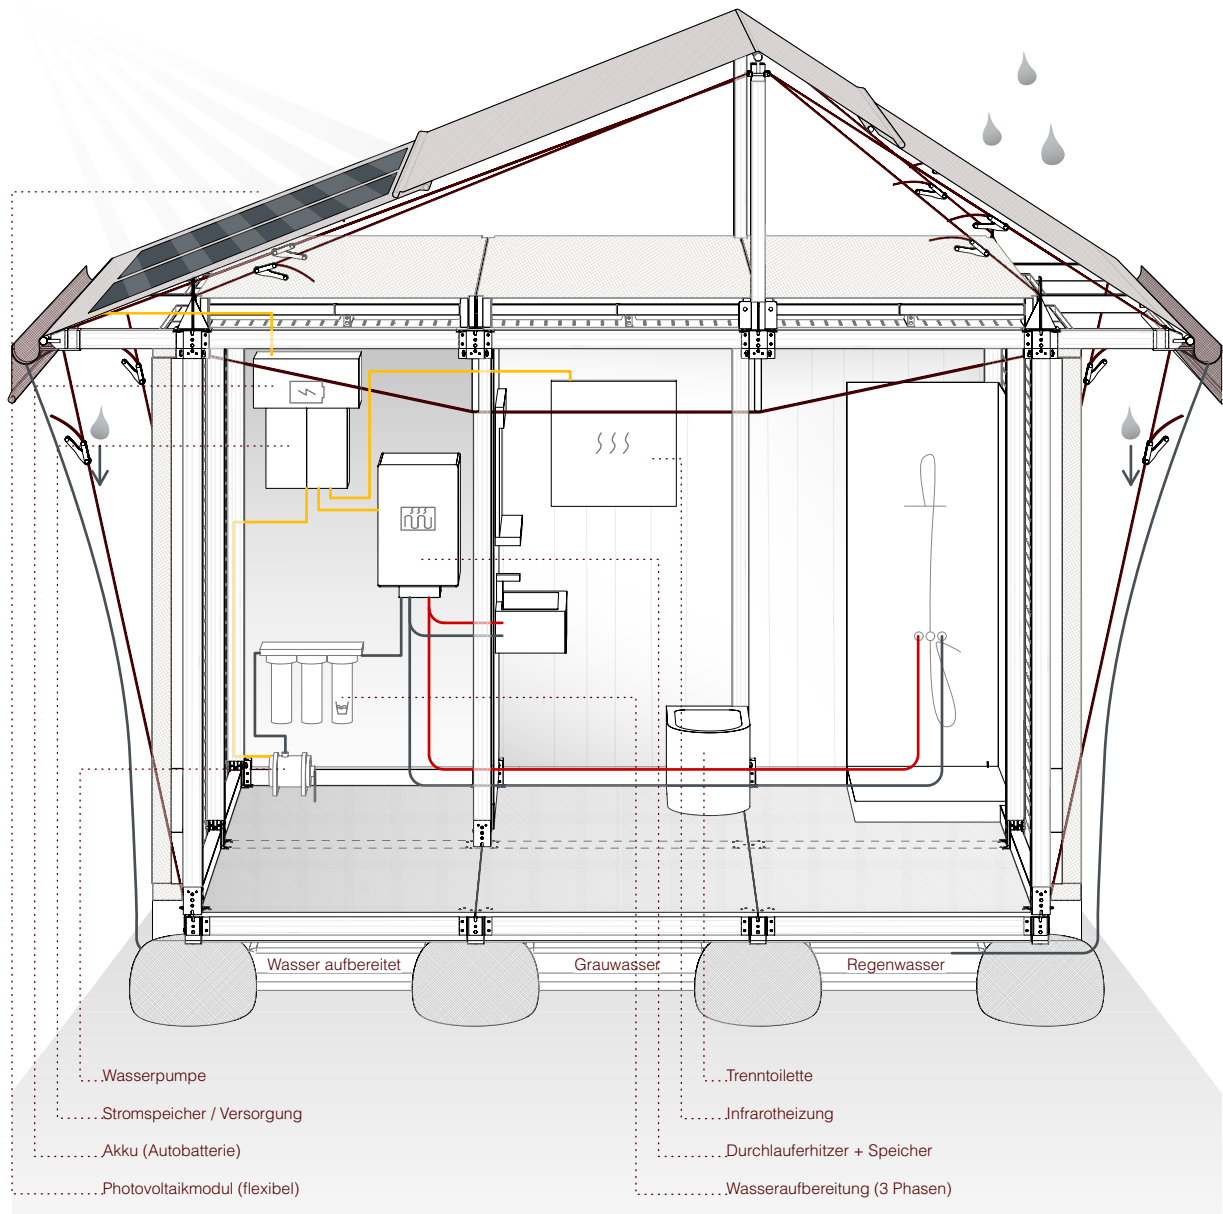 Wasser aufbereitet
Grauwasser
Regenwasser
Wasserpumpe
Stromspeicher / Versorgung
Akku (Autobatterie)
Photovoltaikmodul (flexibel)
Trenntoilette
Infrarotheizung
Durchlauferhitzer + Speicher
Wasseraufbereitung (3 Phasen)